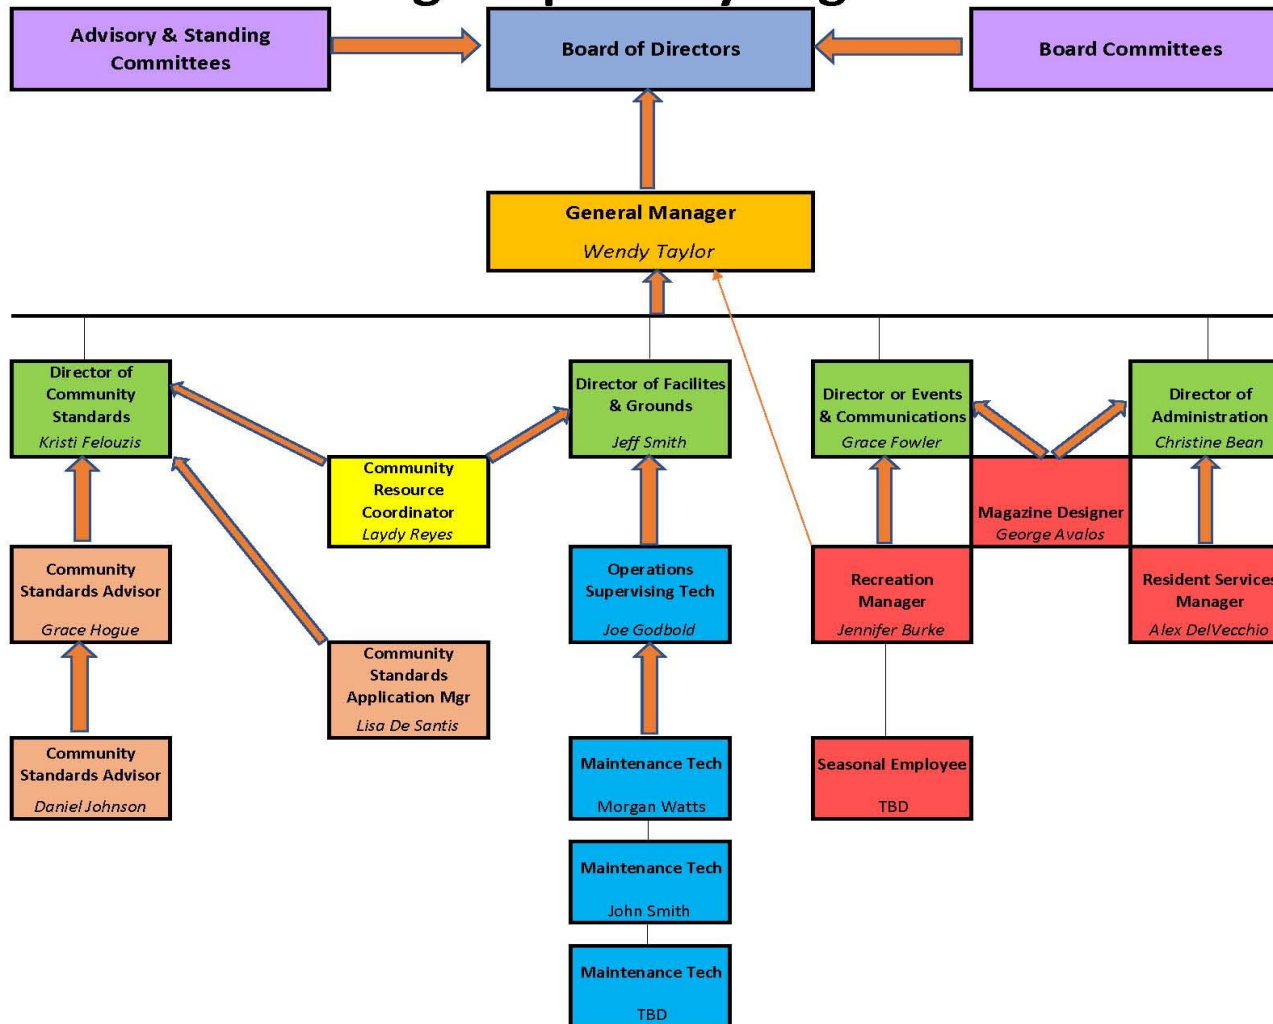 Advisory & Standing
Committees
Board of Directors
Board Committees
General Manager
Wendy Taylor
Director of
Community
Standards
Kristi Felouzis
Director of Facilites
& Grounds
Jeff Smith
Director or Events
& Communications
Grace Fowler
Director of
Administration
Christine Bean
Community
Resource
Coordinator
Laydy Reyes
Magazine Designer
George Avalos
Community
Standards Advisor
Grace Hogue
Operations
Supervising Tech
Joe Godbold
Recreation
Manager
Jennifer Burke
Resident Services
Manager
Alex DelVecchio
Community
Standards
Application Mgr
Lisa De Santis
Community
Standards Advisor
Daniel Johnson
Maintenance Tech
Morgan Watts
Seasonal Employee
TBD
Maintenance Tech
John Smith
Maintenance Tech
TBD